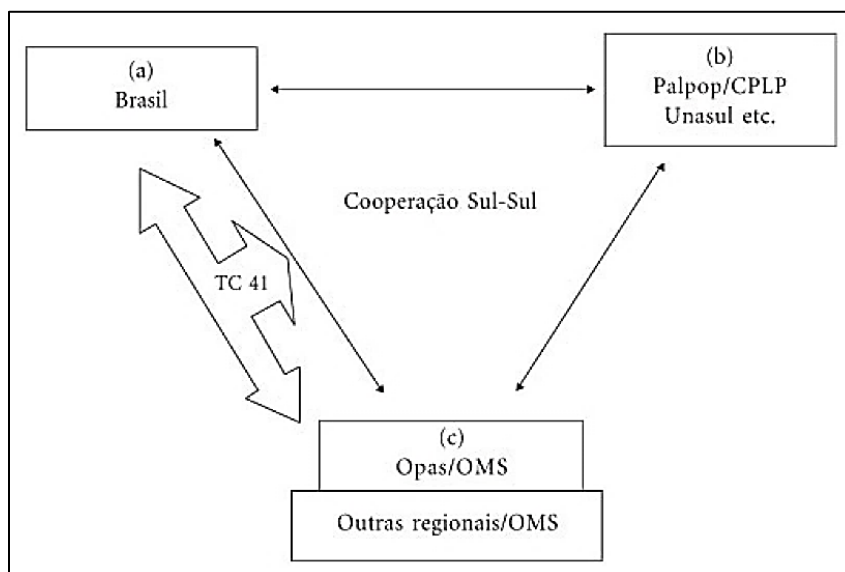 (a)
Brasil
(b)
Palpop/CPLP
Unasul etc.
Cooperação Sul-Sul
TC 41
(c)
Opas/OMS
Outras regionais/OMS